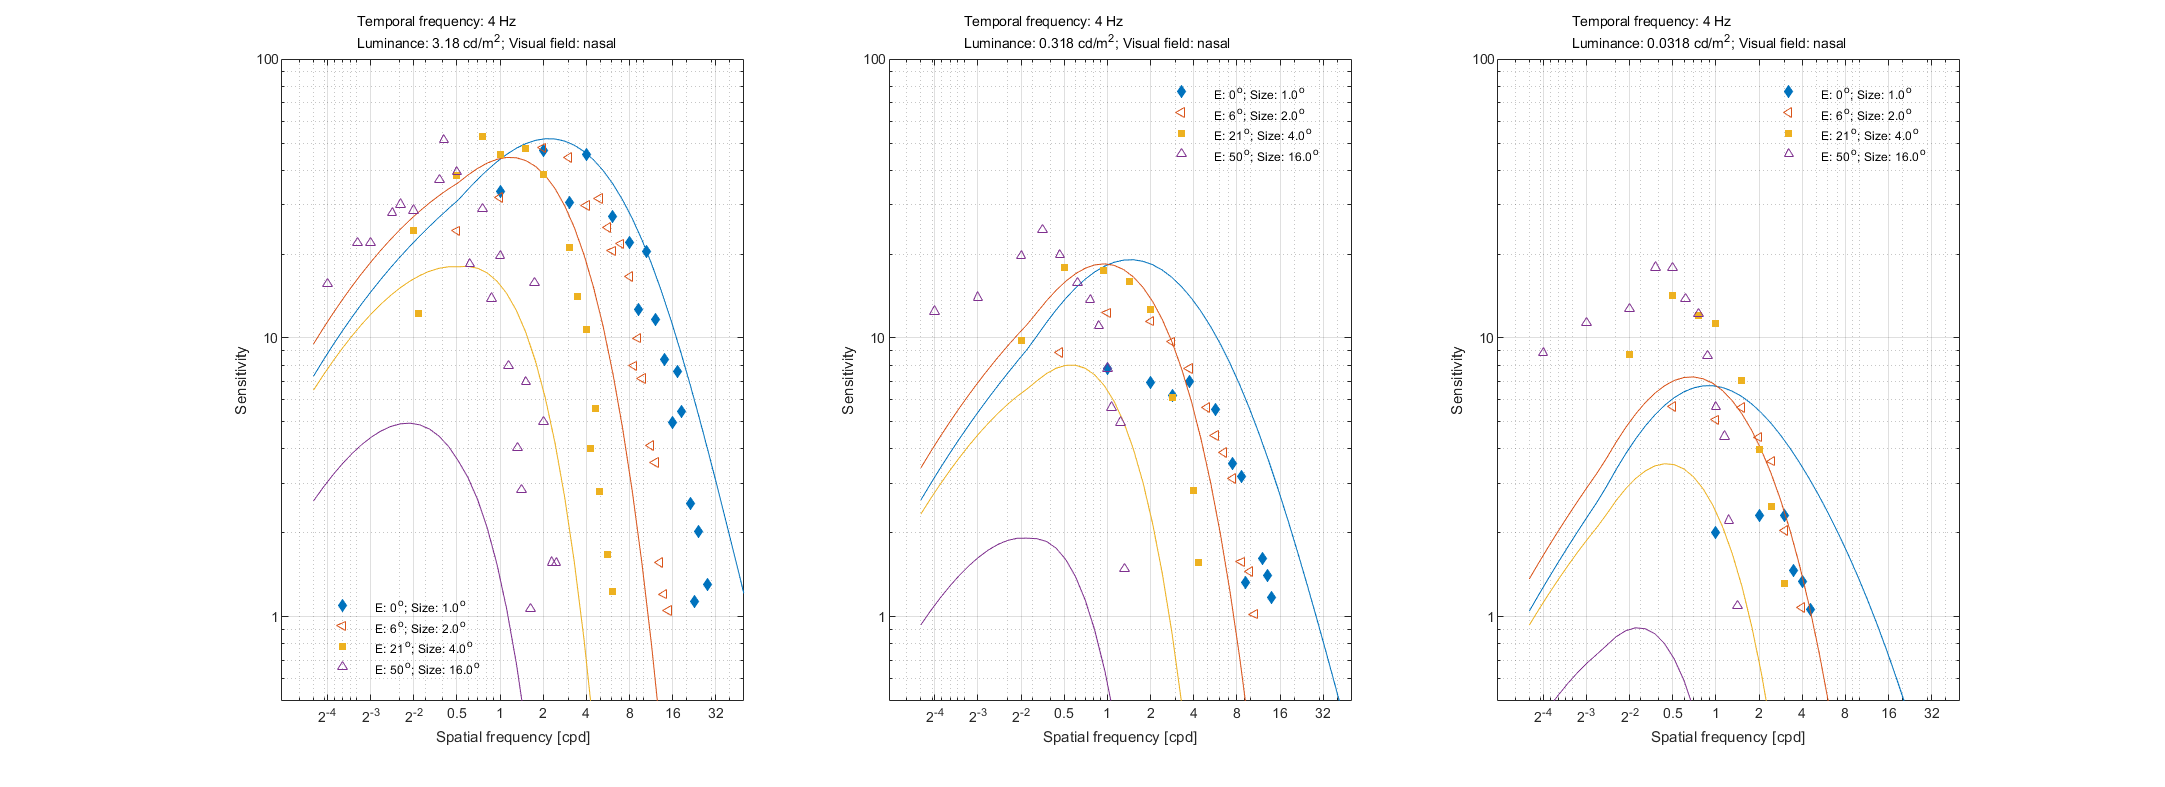 Temporal frequency: 4 Hz
Luminance: 3.18 cd/m2; Visual field: nasal
100
10
1
Sensitivity
E: 0o; Size: 1.0o
E: 6o; Size: 2.0o
E: 21o; Size: 4.0o
E: 50o; Size: 16.0o
2-4 2-3 2-2 0.5 1 2 4 8 16 32
Spatial frequency [cpd]
Temporal frequency: 4 Hz
Luminance: 0.318 cd/m2; Visual field: nasal
100
10
1
Sensitivity
E: 0o; Size: 1.0o
E: 6o; Size: 2.0o
E: 21o; Size: 4.0o
E: 50o; Size: 16.0o
2-4 2-3 2-2 0.5 1 2 4 8 16 32
Spatial frequency [cpd]
Temporal frequency: 4 Hz
Luminance: 0.0318 cd/m2; Visual field: nasal
100
10
1
Sensitivity
E: 0o; Size: 1.0o
E: 6o; Size: 2.0o
E: 21o; Size: 4.0o
E: 50o; Size: 16.0o
2-4 2-3 2-2 0.5 1 2 4 8 16 32
Spatial frequency [cpd]